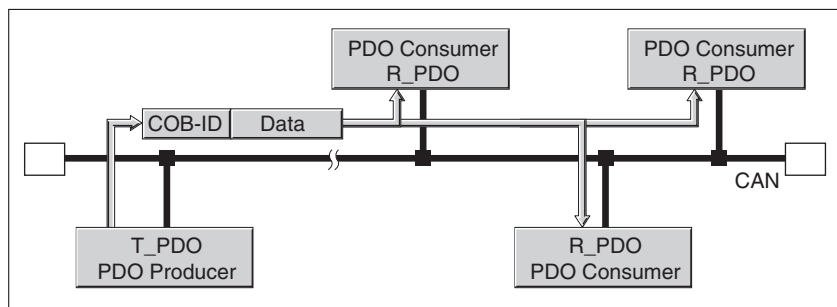 PDO Consumer
R_PDO
PDO Consumer
R_PDO
COB-ID
Data
CAN
T_PDO
PDO Producer
R_PDO
PDO Consumer